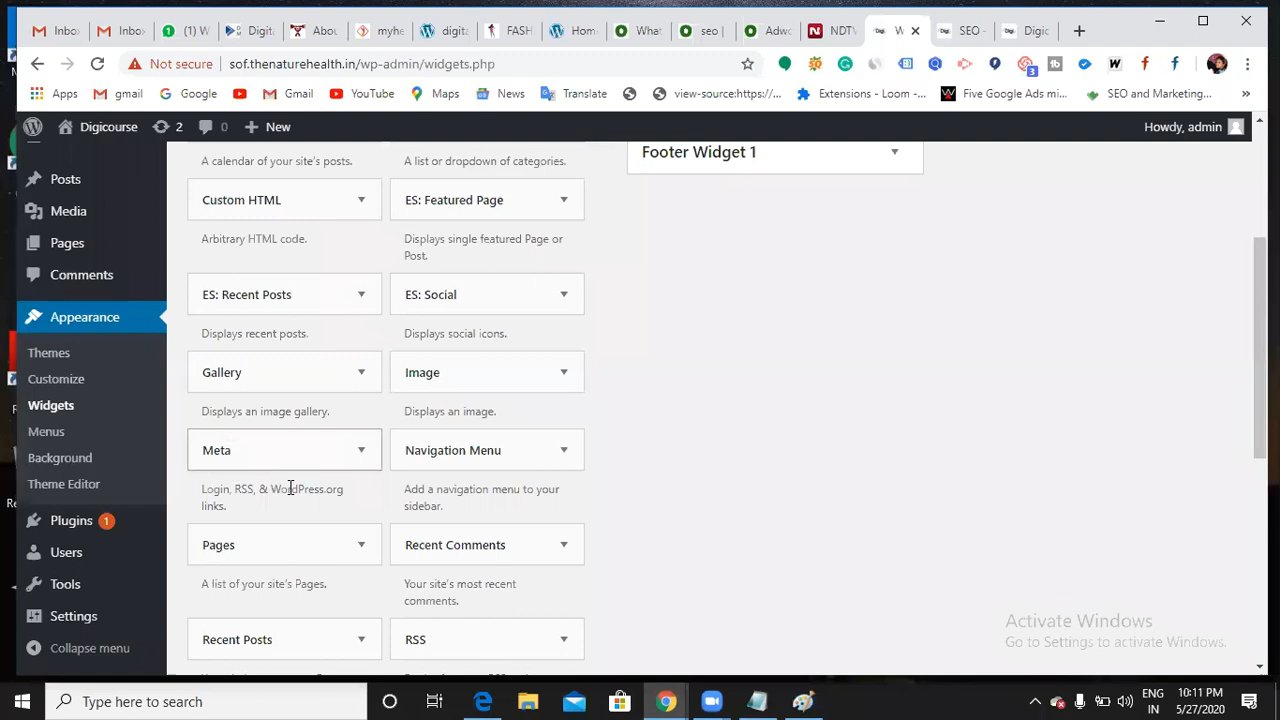 Inbo
Inbo
(1) W
Digita
Abou
myhe
digita
FASH
Hom
What
seo |
Adwo
NDTV
W
SEO -
Digic
Not secure
sof.thenaturehealth.in/wp-admin/widgets.php
3
Apps
gmail
Google
YouTube
Gmail
YouTube
Maps
News
Translate
view-source:https://...
Extensions - Loom -...
Five Google Ads mi...
SEO and Marketing...
»
Digicourse
2
0
New
Howdy, admin
Posts
Media
Pages
Comments
Appearance
Themes
Customize
Widgets
Menus
Background
Theme Editor
Plugins 1
Users
Tools
Settings
Collapse menu
A calendar of your site's posts.
A list or dropdown of categories.
Custom HTML
ES: Featured Page
Arbitrary HTML code.
Displays single featured Page or
Post.
ES: Recent Posts
ES: Social
Displays recent posts.
Displays social icons.
Gallery
Image
Displays an image gallery.
Displays an image.
Meta
Navigation Menu
Login, RSS, & WordPress.org
links.
Add a navigation menu to your
sidebar.
Pages
Recent Comments
A list of your site's Pages.
Your site's most recent
comments.
Recent Posts
RSS
Footer Widget 1
Activate Windows
Go to Settings to activate Windows.
Type here to search
ENG
IN
10:11 PM
5/27/2020